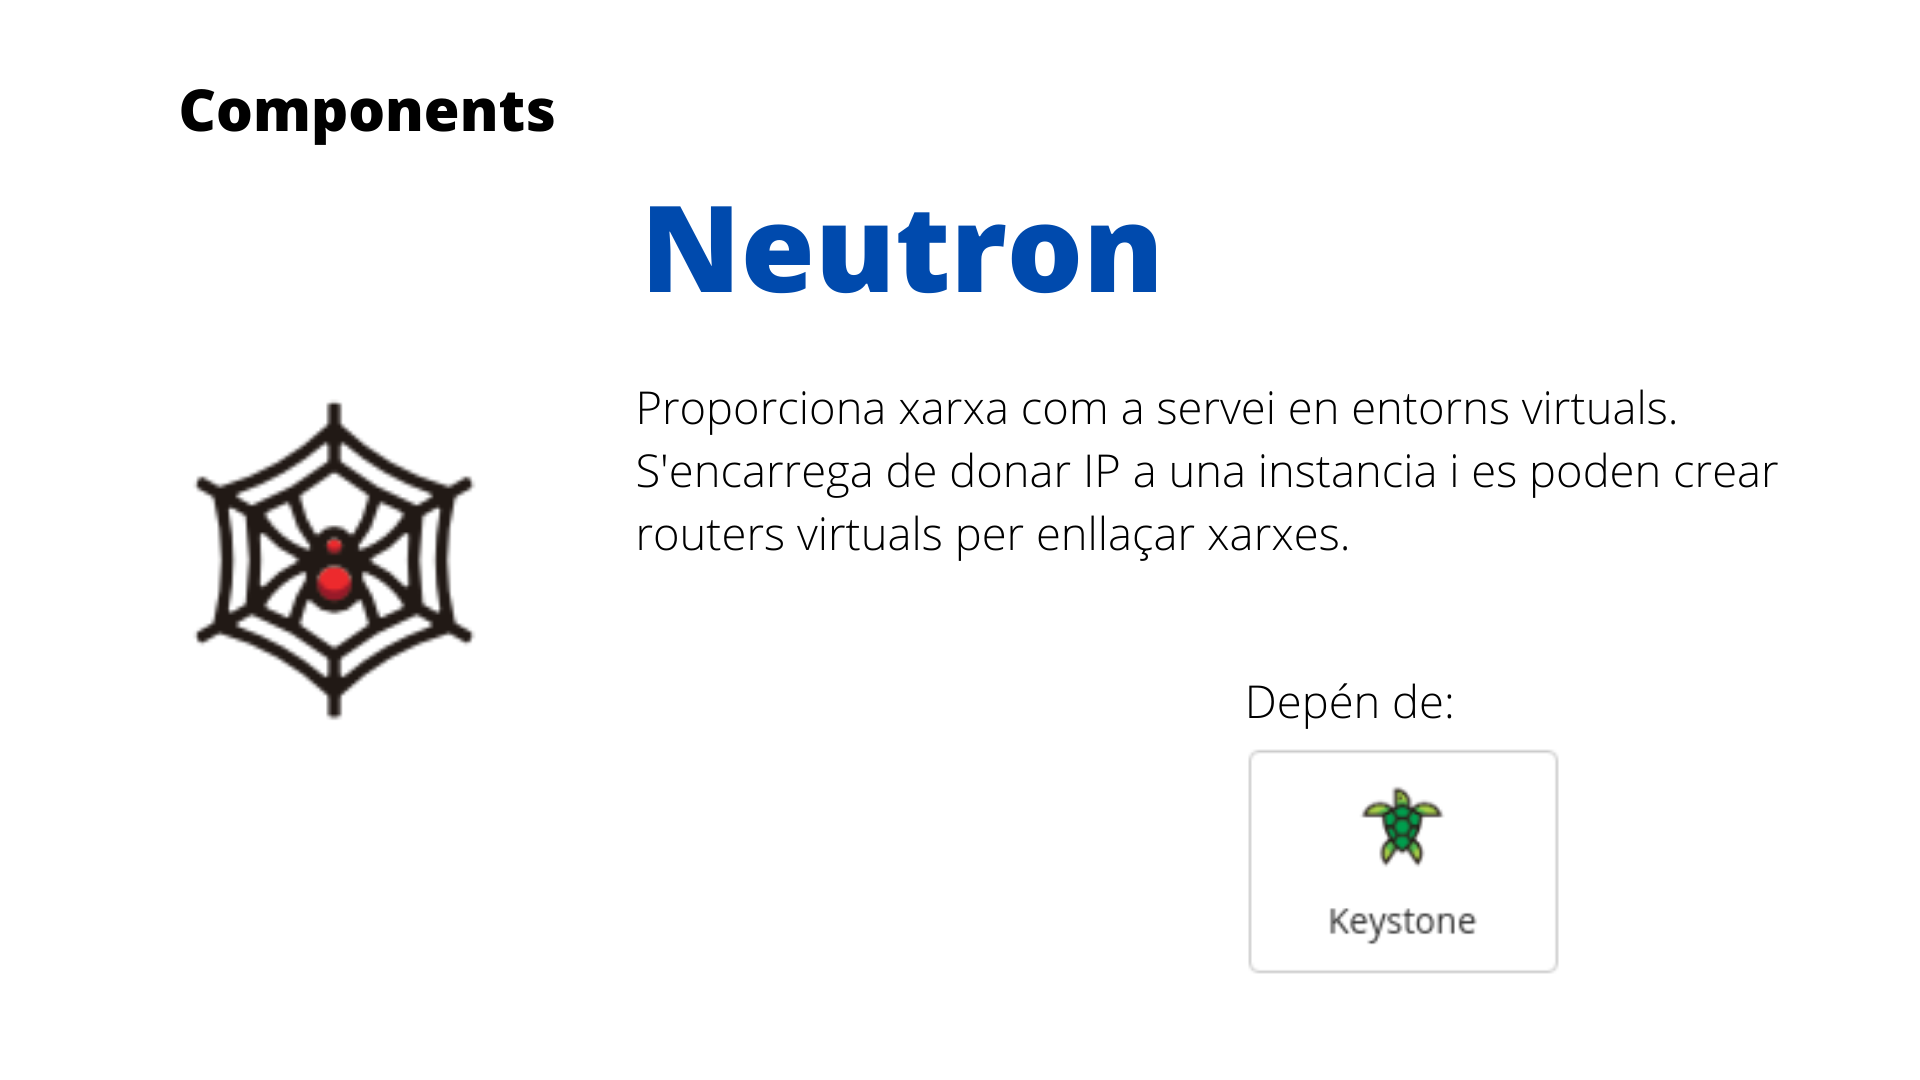 Components
Neutron
Proporciona xarxa com a servei en entorns virtuals.
S'encarrega de donar IP a una instancia i es poden crear
routers virtuals per enllaçar xarxes.
Depén de:
Keystone